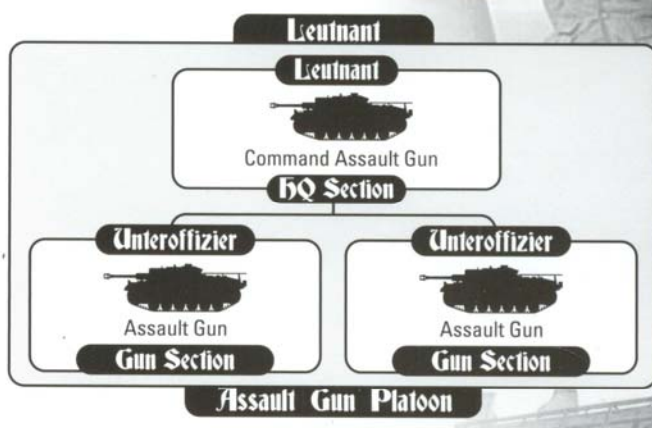 Leutnant
Leutnant
Command Assault Gun
HQ Section
Unteroffizier
Unteroffizier
Assault Gun
Assault Gun
Gun Section
Gun Section
Assault Gun Platoon